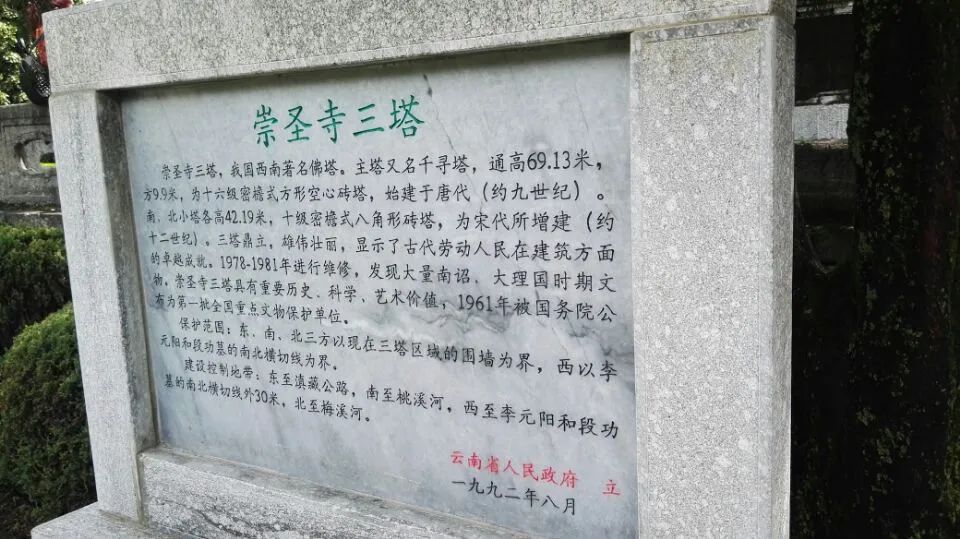 崇圣寺三塔
崇圣寺三塔，我国西南著名佛塔。主塔又名千寻塔，通高69.13米，
方9.9米，为十六级密檐式方形空心砖塔，始建于唐代（约九世纪）。
南、北小塔各高42.19米，十级密檐式八角形砖塔，为宋代所增建（约
十二世纪）。三塔鼎立，雄伟壮丽，显示了古代劳动人民在建筑方面
的卓越成就。1978-1981年进行维修，发现大量南诏、大理国时期文
物。崇圣寺三塔具有重要历史、科学、艺术价值，1961年被国务院公
布为第一批全国重点文物保护单位。
保护范围：东、南、北三方以现在三塔区域的围墙为界，西以李
元阳和段功墓的南北横切线为界。
建设控制地带：东至滇藏公路，南至桃溪河，西至李元阳和段功
墓的南北横切线外30米，北至梅溪河。
云南省人民政府 立
一九九二年八月